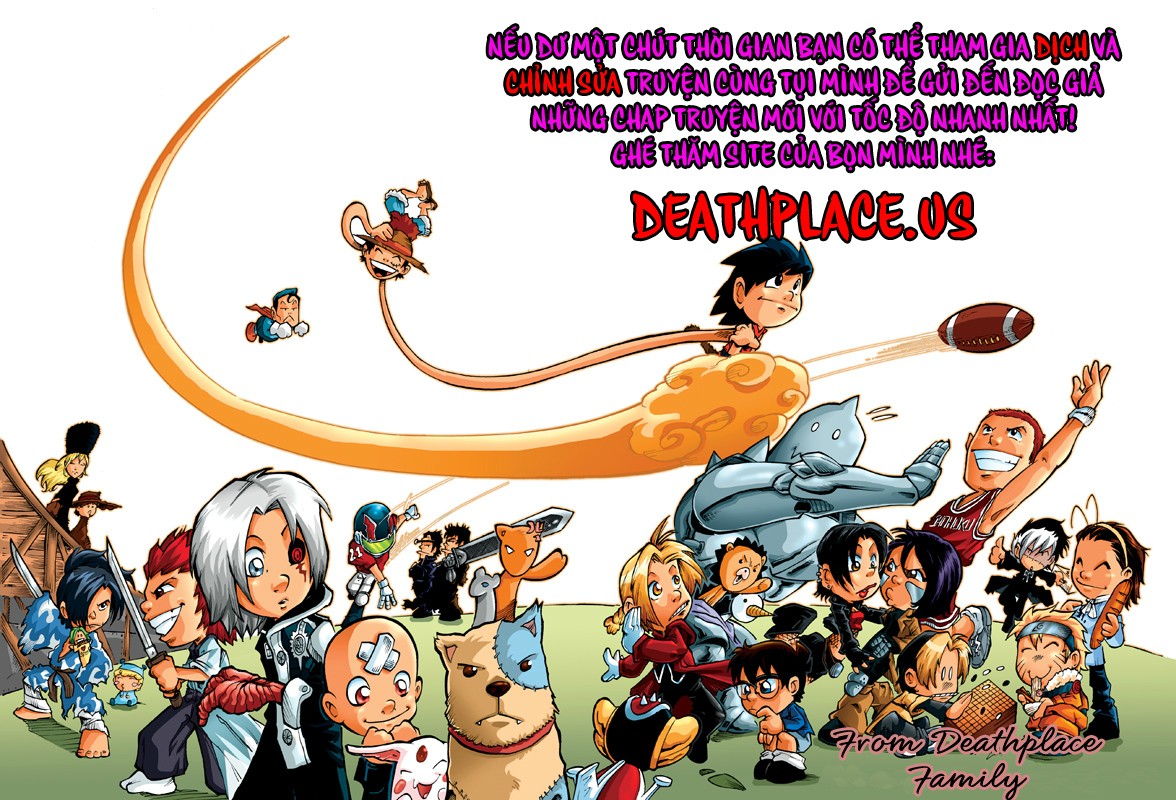 NẾU DƯ MỘT CHÚT THỜI GIAN BẠN CÓ THỂ THAM GIA DỊCH VÀ
CHỈNH SỬA TRUYỆN CÙNG TỤI MÌNH ĐỂ GỬI ĐẾN ĐỌC GIẢ
NHỮNG CHAP TRUYỆN MỚI VỚI TỐC ĐỘ NHANH NHẤT!
GHÉ THĂM SITE CỦA BỌN MÌNH NHÉ:
DEATHPLACE.US
21
From Deathplace
Family